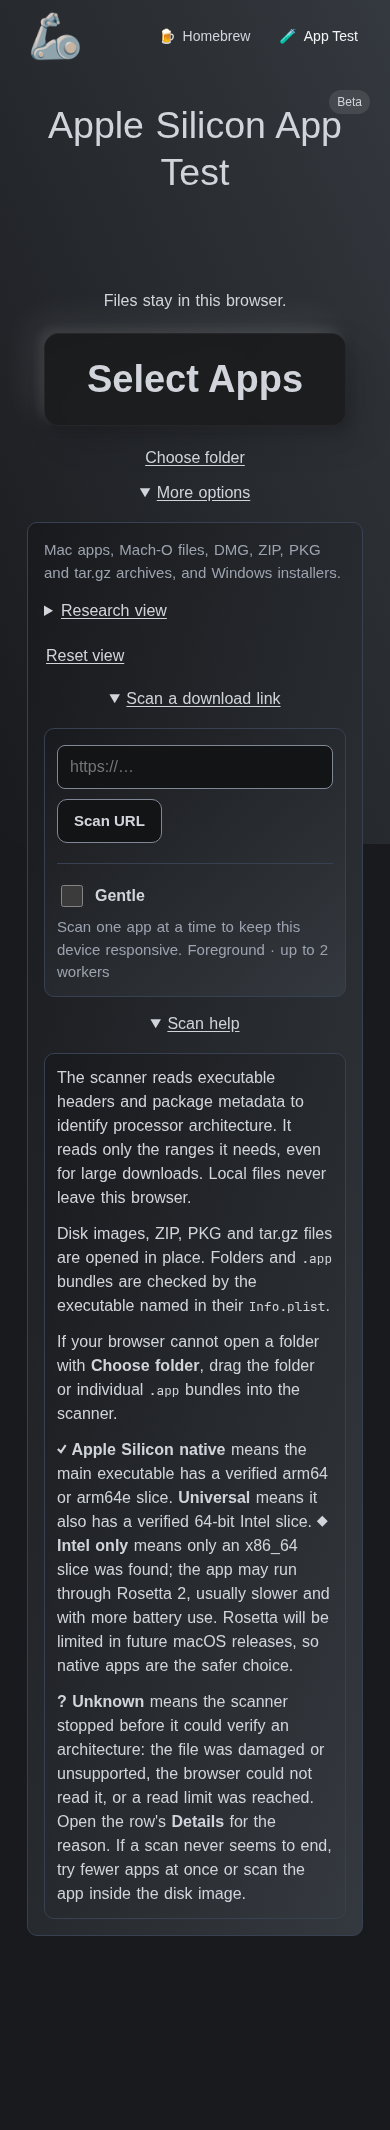 🍺 Homebrew 🧪 App Test
Beta
Apple Silicon App
Test
Files stay in this browser.
Select Apps
Choose folder
▼ More options
Mac apps, Mach-O files, DMG, ZIP, PKG
and tar.gz archives, and Windows installers.
▶ Research view
Reset view
▼ Scan a download link
https://…
Scan URL
Gentle
Scan one app at a time to keep this
device responsive. Foreground · up to 2
workers
▼ Scan help
The scanner reads executable
headers and package metadata to
identify processor architecture. It
reads only the ranges it needs, even
for large downloads. Local files never
leave this browser.
Disk images, ZIP, PKG and tar.gz files
are opened in place. Folders and .app
bundles are checked by the
executable named in their Info.plist.
If your browser cannot open a folder
with Choose folder, drag the folder
or individual .app bundles into the
scanner.
✓ Apple Silicon native means the
main executable has a verified arm64
or arm64e slice. Universal means it
also has a verified 64-bit Intel slice. ◆
Intel only means only an x86_64
slice was found; the app may run
through Rosetta 2, usually slower and
with more battery use. Rosetta will be
limited in future macOS releases, so
native apps are the safer choice.
? Unknown means the scanner
stopped before it could verify an
architecture: the file was damaged or
unsupported, the browser could not
read it, or a read limit was reached.
Open the row's Details for the
reason. If a scan never seems to end,
try fewer apps at once or scan the
app inside the disk image.